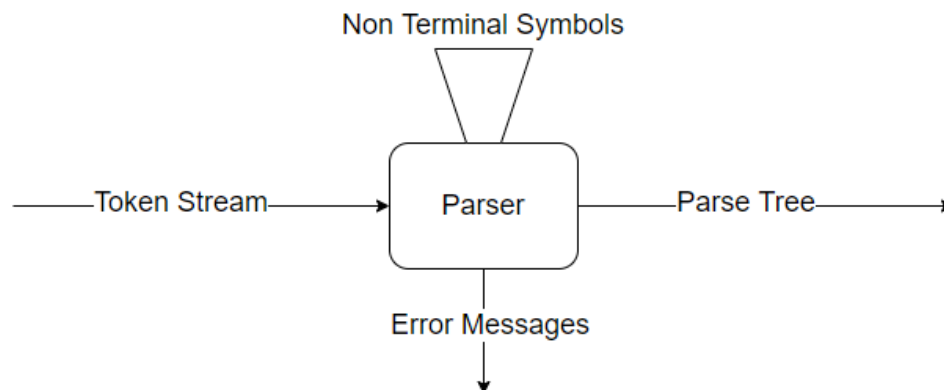 Non Terminal Symbols
Token Stream
Parser
Parse Tree
Error Messages